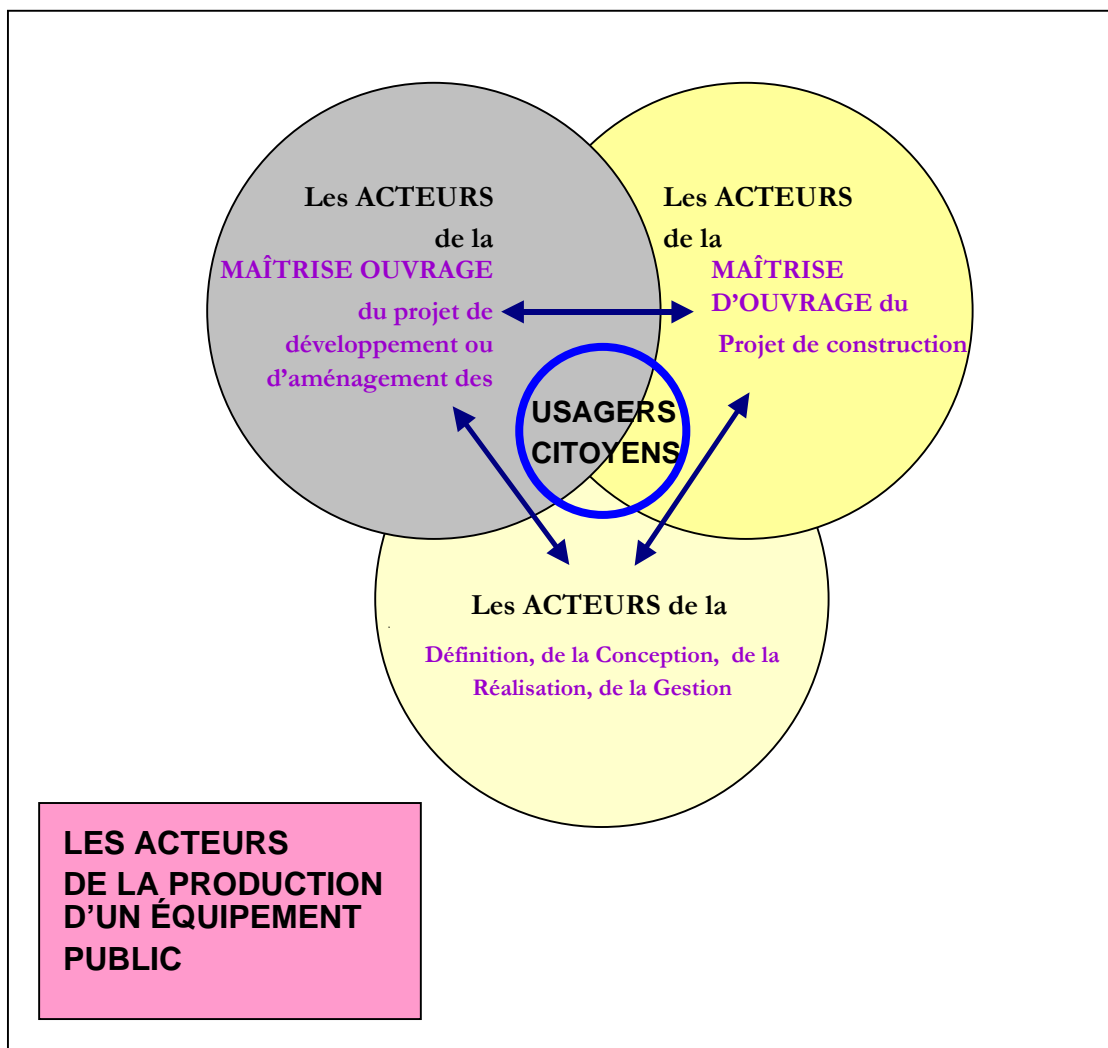 Les ACTEURS
de la
MAÎTRISE OUVRAGE
du projet de
développement ou
d'aménagement des
Les ACTEURS
de la
MAÎTRISE
D'OUVRAGE du
Projet de construction
USAGERS
CITOYENS
Les ACTEURS de la
Définition, de la Conception, de la
Réalisation, de la Gestion
LES ACTEURS
DE LA PRODUCTION
D'UN ÉQUIPEMENT
PUBLIC